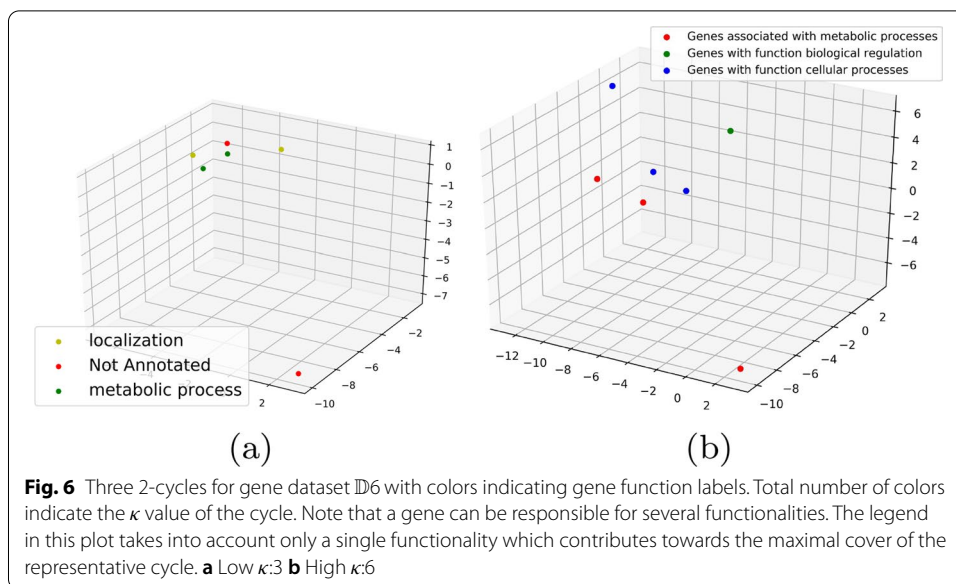 Genes associated with metabolic processes
Genes with function biological regulation
Genes with function cellular processes
1
0
−1
−2
−3
−4
−5
−6
−7
−2
−4
−6
−8
−10
2
localization
Not Annotated
metabolic process
6
4
2
0
−2
−4
−6
2
0
−2
−4
−6
−8
−10
−12 −10 −8 −6 −4 −2 0 2
(a) (b)
Fig. 6 Three 2-cycles for gene dataset 𝔻6 with colors indicating gene function labels. Total number of colors
indicate the κ value of the cycle. Note that a gene can be responsible for several functionalities. The legend
in this plot takes into account only a single functionality which contributes towards the maximal cover of the
representative cycle. a Low κ:3 b High κ:6